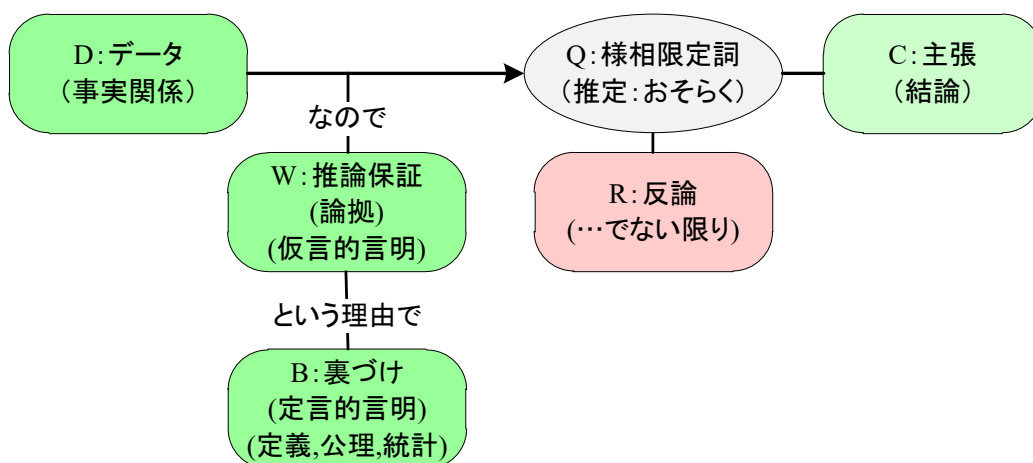 D：データ
（事実関係）
Q：様相限定詞
（推定：おそらく）
C：主張
（結論）
なので
W：推論保証
(論拠)
(仮言的言明)
R：反論
(…でない限り)
という理由で
B：裏づけ
(定言的言明)
(定義,公理,統計)